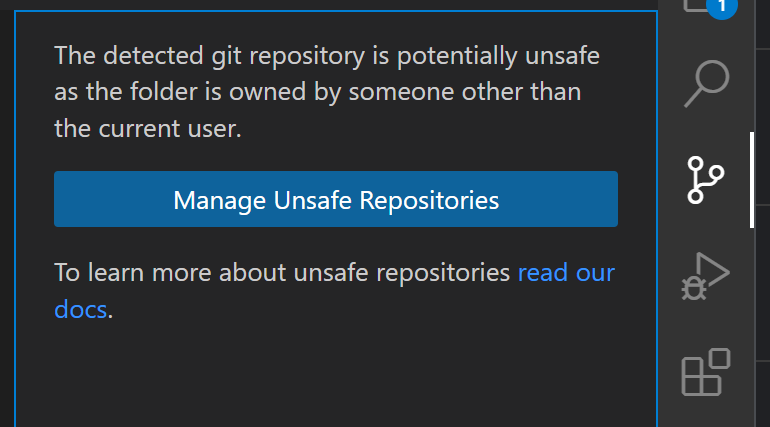 The detected git repository is potentially unsafe
as the folder is owned by someone other than
the current user.
Manage Unsafe Repositories
To learn more about unsafe repositories read our
docs.
1